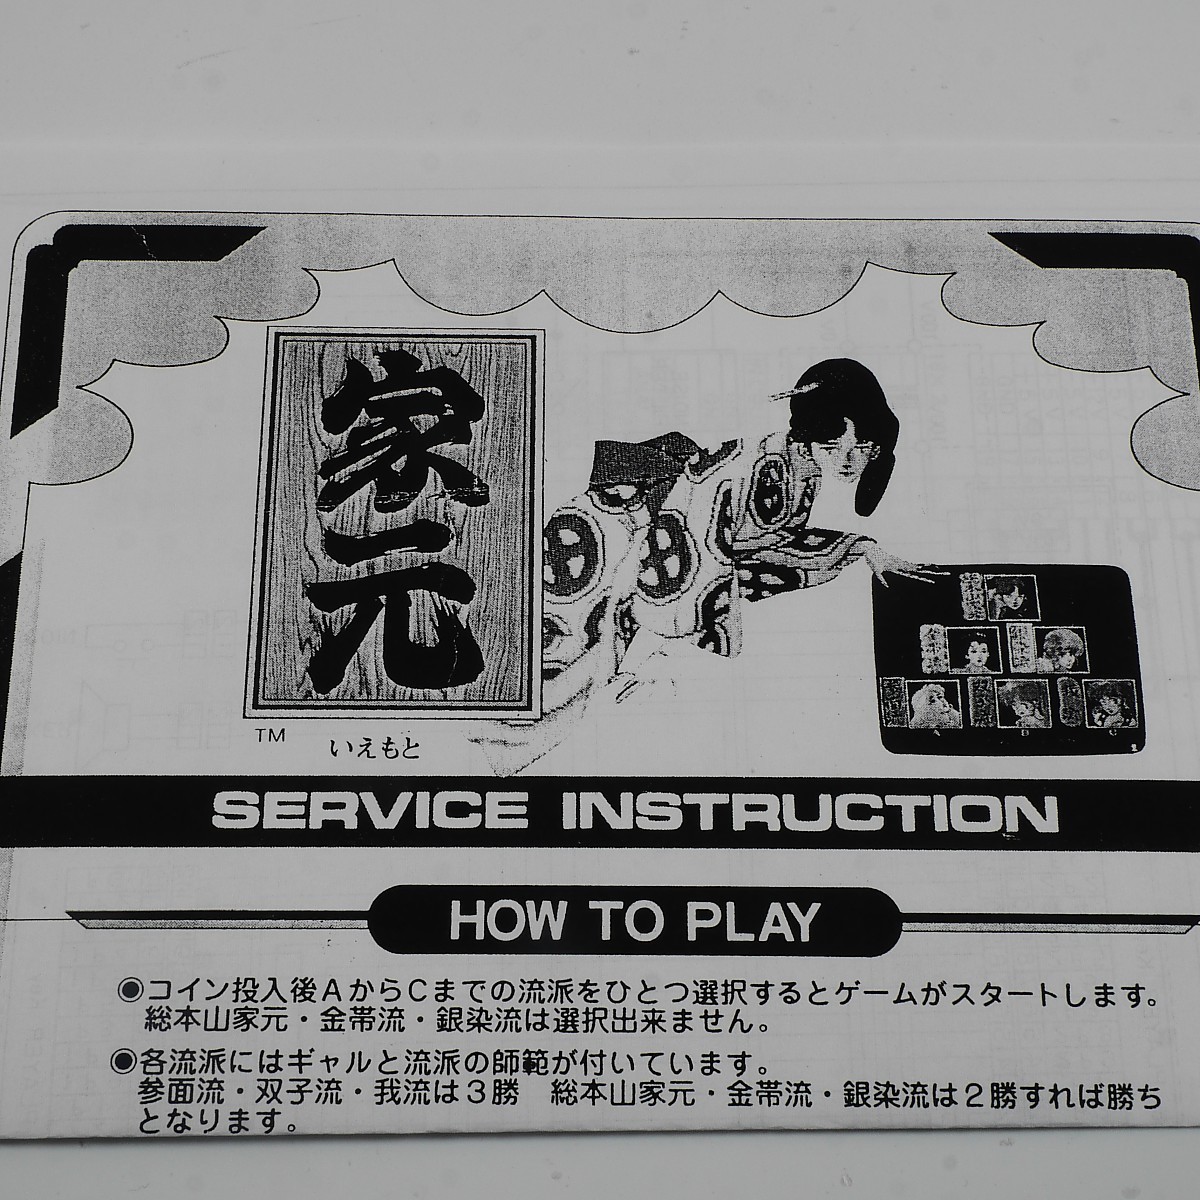 家元
TM
いえもと
A B C
SERVICE INSTRUCTION
HOW TO PLAY
◉コイン投入後AからCまでの流派をひとつ選択するとゲームがスタートします。
総本山家元・金帯流・銀染流は選択出来ません。
◉各流派にはギャルと流派の師範が付いています。
参面流・双子流・我流は3勝 総本山家元・金帯流・銀染流は2勝すれば勝ち
となります。